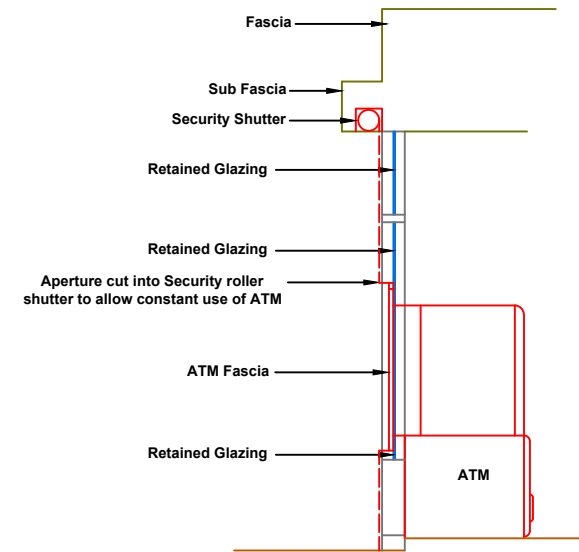 Fascia
Sub Fascia
Security Shutter
Retained Glazing
Retained Glazing
Aperture cut into Security roller
shutter to allow constant use of ATM
ATM Fascia
Retained Glazing
ATM